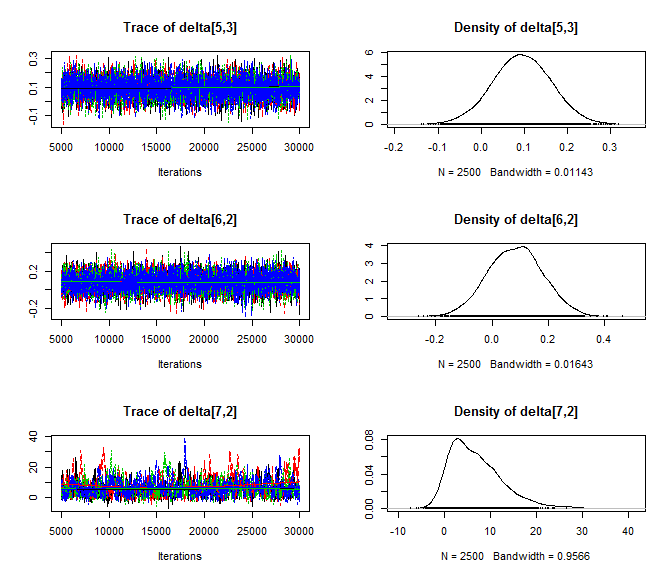 Trace of delta[5,3]
0.3
0.1
-0.1
5000 10000 15000 20000 25000 30000
Iterations
Density of delta[5,3]
6
4
2
0
-0.2 -0.1 0.0 0.1 0.2 0.3
N = 2500 Bandwidth = 0.01143
Trace of delta[6,2]
0.2
-0.2
5000 10000 15000 20000 25000 30000
Iterations
Density of delta[6,2]
4
3
2
1
0
-0.2 0.0 0.2 0.4
N = 2500 Bandwidth = 0.01643
Trace of delta[7,2]
40
20
0
5000 10000 15000 20000 25000 30000
Iterations
Density of delta[7,2]
0.08
0.04
0.00
-10 0 10 20 30 40
N = 2500 Bandwidth = 0.9566